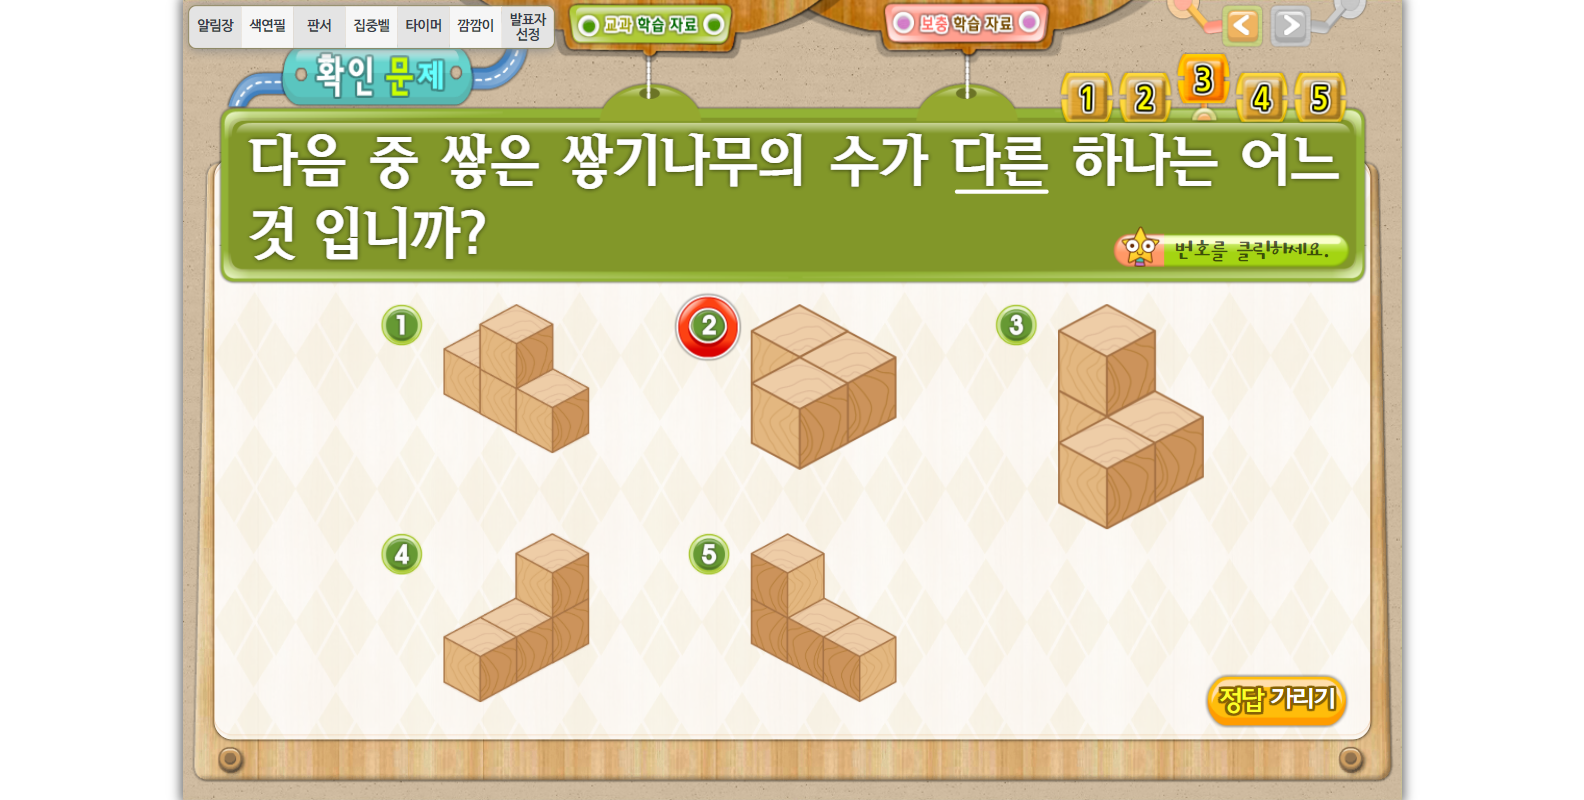 알림장 색연필 판서 집중벨 타이머 깜깜이 발표자 선정
교과 학습 자료
보충 학습 자료
확인 문제
1 2 3 4 5
다음 중 쌓은 쌓기나무의 수가 다른 하나는 어느
것 입니까?
번호를 클릭하세요.
1 2 3
4 5
정답 가리기